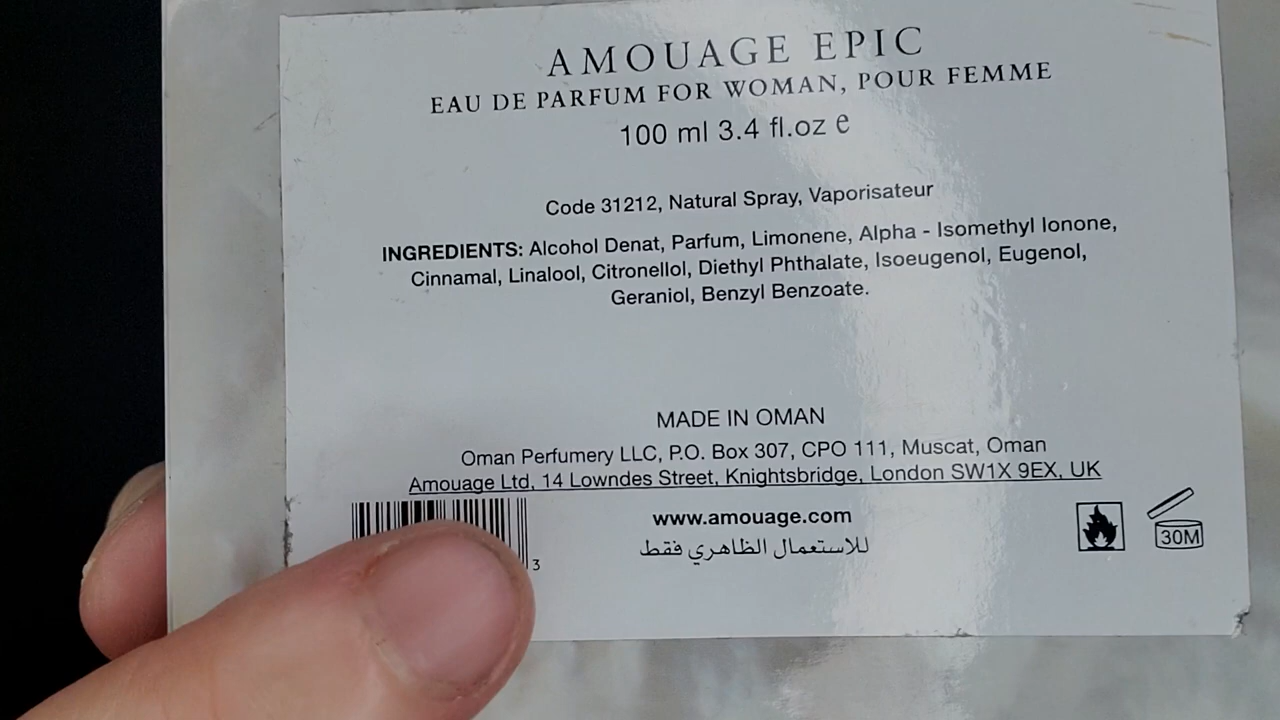 AMOUAGE EPIC
EAU DE PARFUM FOR WOMAN, POUR FEMME
100 ml 3.4 fl.oz e
Code 31212, Natural Spray, Vaporisateur
INGREDIENTS: Alcohol Denat, Parfum, Limonene, Alpha - Isomethyl Ionone,
Cinnamal, Linalool, Citronellol, Diethyl Phthalate, Isoeugenol, Eugenol,
Geraniol, Benzyl Benzoate.
MADE IN OMAN
Oman Perfumery LLC, P.O. Box 307, CPO 111, Muscat, Oman
Amouage Ltd, 14 Lowndes Street, Knightsbridge, London SW1X 9EX, UK
www.amouage.com
للاستعمال الظاهري فقط
30M
3